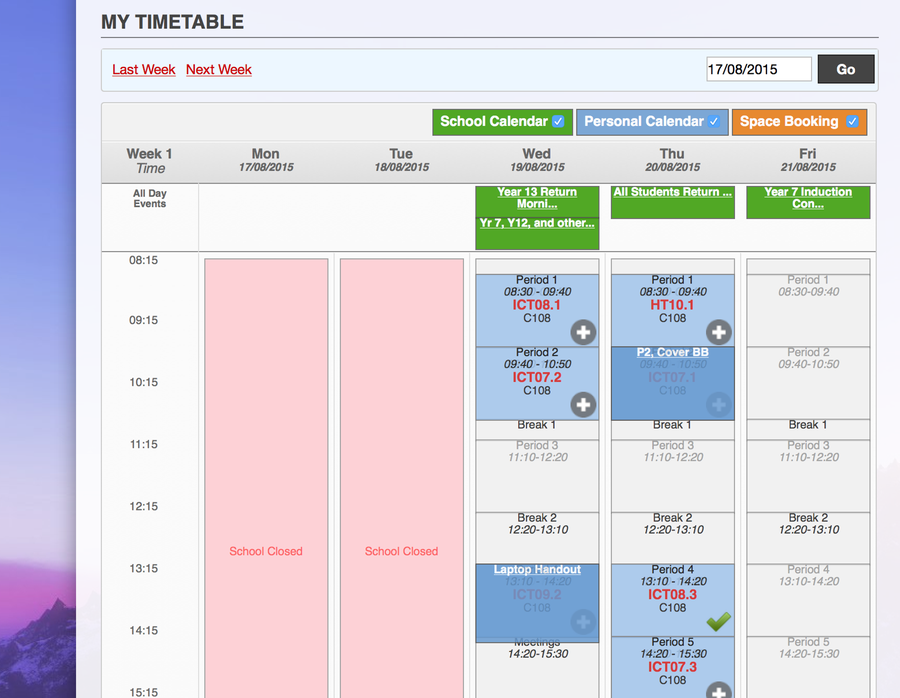 MY TIMETABLE
Last Week Next Week 17/08/2015 Go
School Calendar Personal Calendar Space Booking
Week 1 Mon Tue Wed Thu Fri
Time 17/08/2015 18/08/2015 19/08/2015 20/08/2015 21/08/2015
All Day
Events
Year 13 Return
Morni...
Yr 7, Y12, and other...
All Students Return ...
Year 7 Induction
Con...
08:15
09:15
10:15
11:15
12:15
13:15
14:15
15:15
School Closed
School Closed
Period 1
08:30 - 09:40
ICT08.1
C108
Period 2
09:40 - 10:50
ICT07.2
C108
Break 1
Period 3
11:10-12:20
Break 2
12:20-13:10
Laptop Handout
13:10 - 14:20
ICT09.2
C108
Meetings
14:20-15:30
Period 1
08:30 - 09:40
HT10.1
C108
P2, Cover BB
09:40 - 10:50
ICT07.1
C108
Break 1
Period 3
11:10-12:20
Break 2
12:20-13:10
Period 4
13:10 - 14:20
ICT08.3
C108
Period 5
14:20 - 15:30
ICT07.3
C108
Period 1
08:30-09:40
Period 2
09:40-10:50
Break 1
Period 3
11:10-12:20
Break 2
12:20-13:10
Period 4
13:10-14:20
Period 5
14:20-15:30